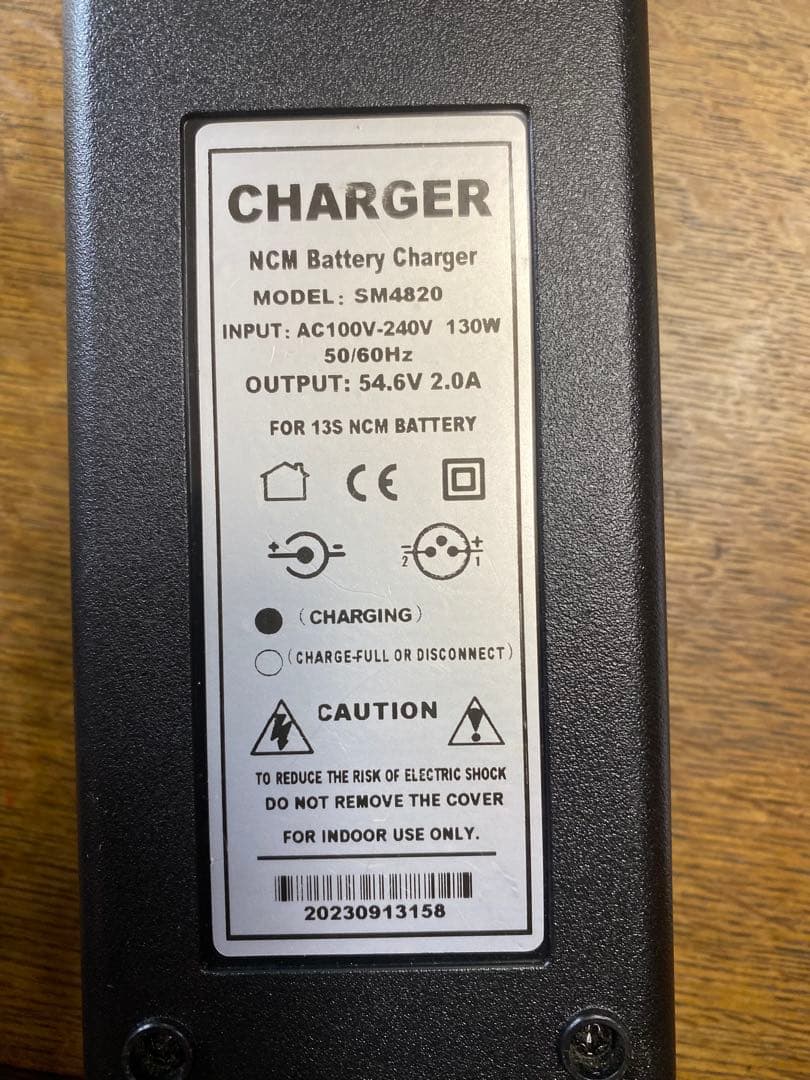 CHARGER
NCM Battery Charger
MODEL: SM4820
INPUT: AC100V-240V 130W
50/60Hz
OUTPUT: 54.6V 2.0A
FOR 13S NCM BATTERY
CE
+ -
- +
2 1
(CHARGING)
(CHARGE-FULL OR DISCONNECT)
CAUTION
TO REDUCE THE RISK OF ELECTRIC SHOCK
DO NOT REMOVE THE COVER
FOR INDOOR USE ONLY.
20230913158